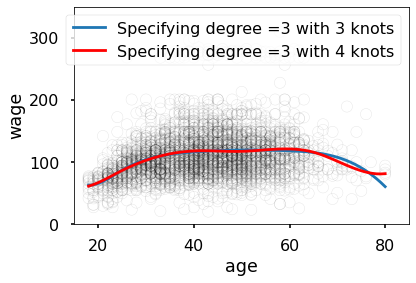 Specifying degree =3 with 3 knots
Specifying degree =3 with 4 knots
300
200
100
0
wage
20
40
60
80
age